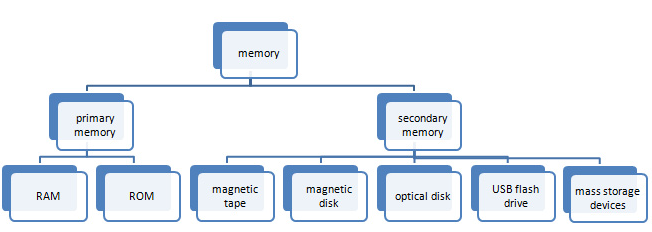 memory
primary
memory
secondary
memory
RAM
ROM
magnetic
tape
magnetic
disk
optical disk
USB flash
drive
mass storage
devices